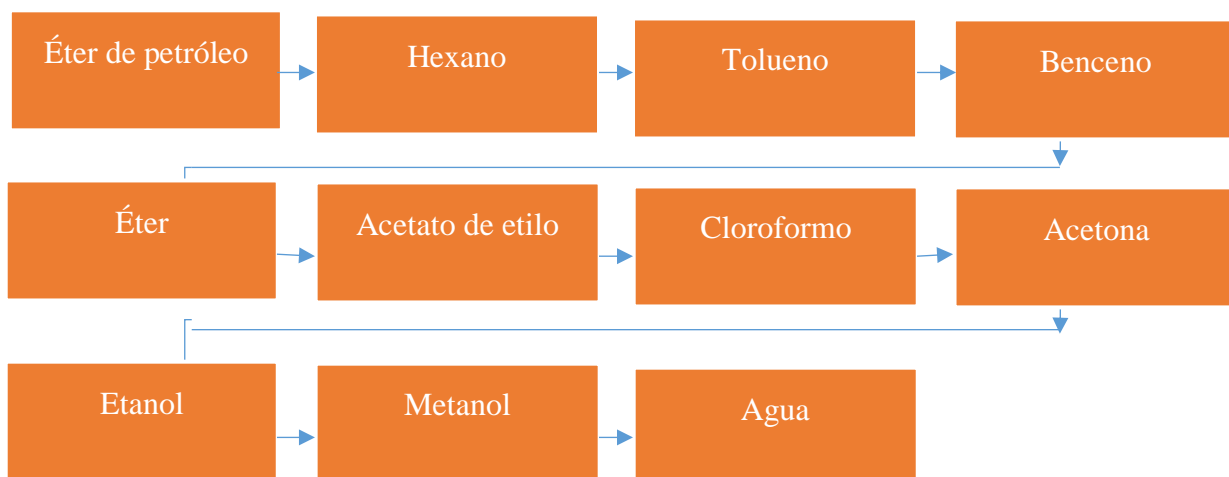 Éter de petróleo
Hexano
Tolueno
Benceno
Éter
Acetato de etilo
Cloroformo
Acetona
Etanol
Metanol
Agua